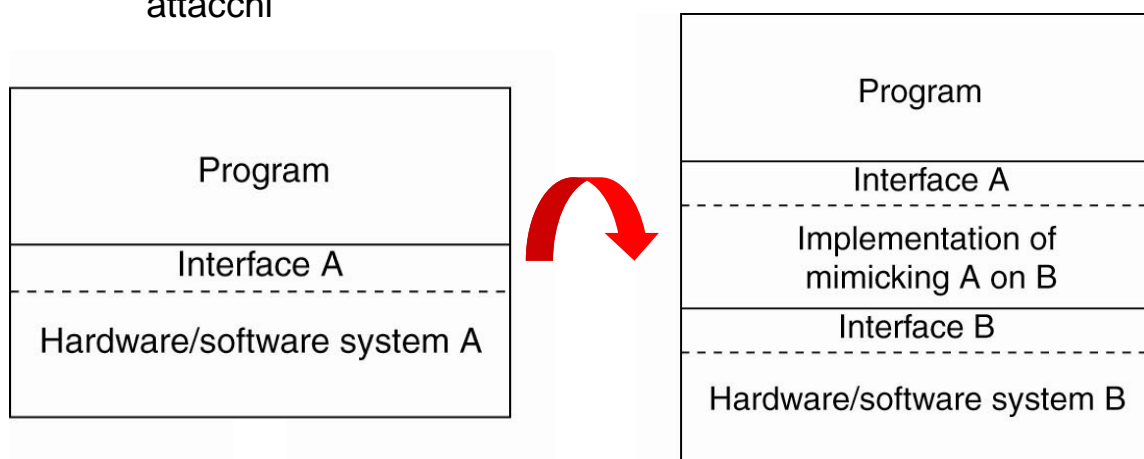 attacchi
Program
Interface A
Hardware/software system A
Program
Interface A
Implementation of
mimicking A on B
Interface B
Hardware/software system B